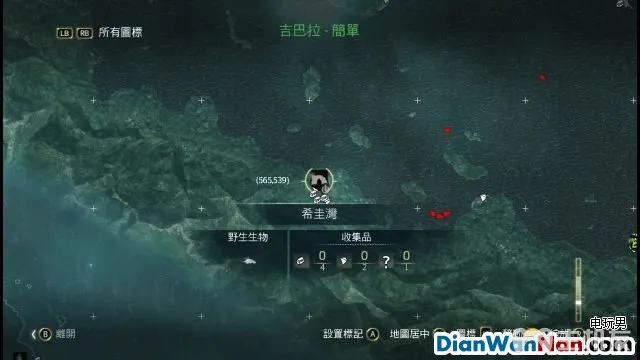 LB RB 所有圖標
吉巴拉 - 簡單
(565,539)
希圭灣
野生生物
收集品
0 0 ? 0
4 2 1
B 離開
設置標記 A 地圖居中
电玩男
DianWanNan.com